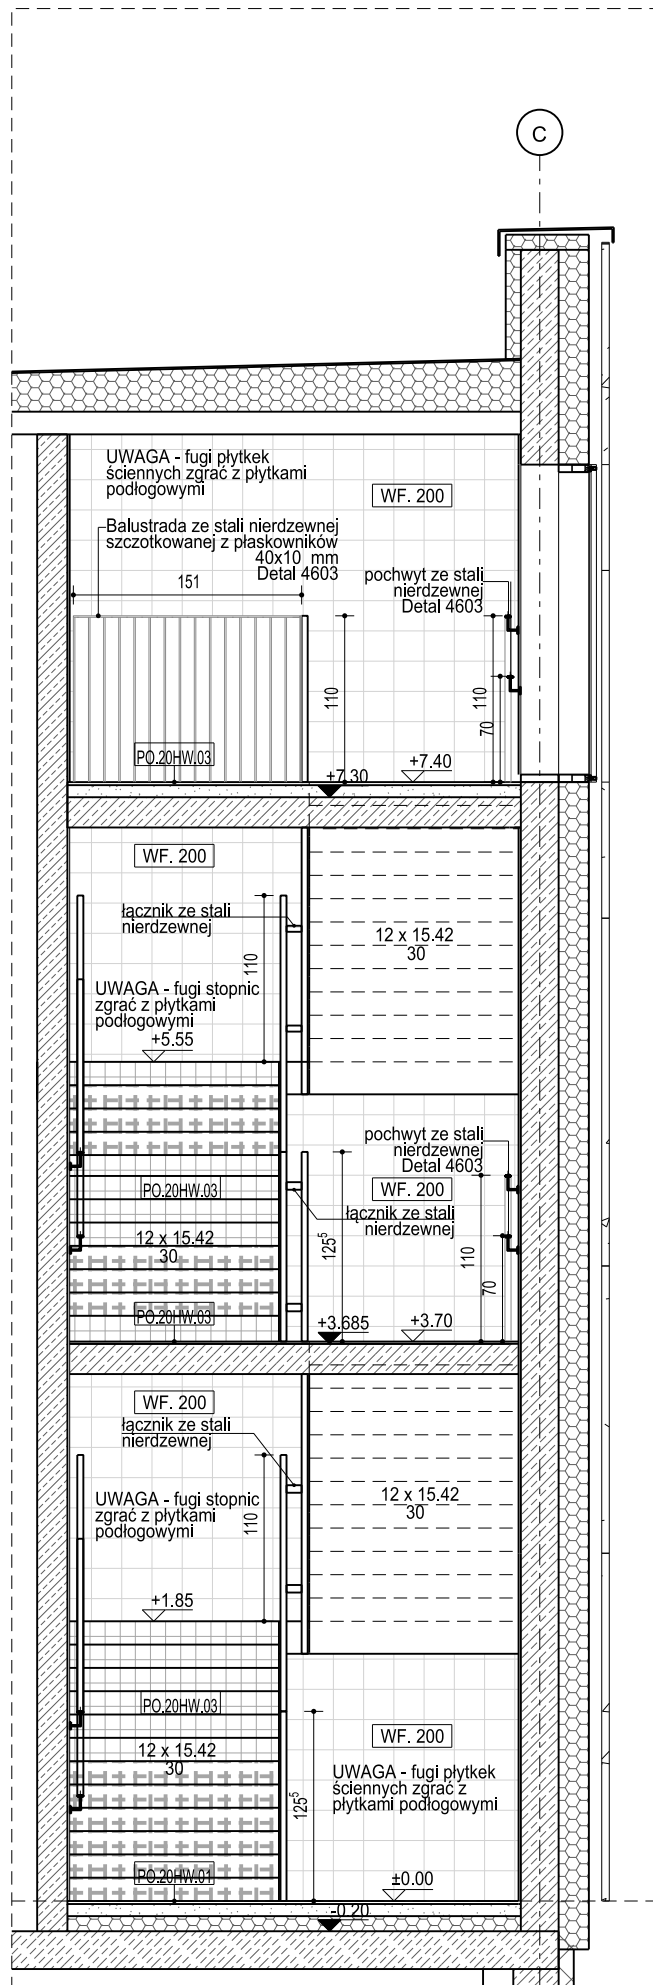 C
UWAGA - fugi płytkek
ściennych zgrać z płytkami
podłogowymi
WF. 200
Balustrada ze stali nierdzewnej
szczotkowanej z płaskowników
40x10 mm
Detal 4603
151
pochwyt ze stali
nierdzewnej
Detal 4603
110
110
70
PO.20HW.03
+7.40
+7.30
WF. 200
łącznik ze stali
nierdzewnej
12 x 15.42
30
110
UWAGA - fugi stopnic
zgrać z płytkami
podłogowymi
+5.55
pochwyt ze stali
nierdzewnej
Detal 4603
PO.20HW.03
WF. 200
łącznik ze stali
nierdzewnej
12 x 15.42
30
125⁵
110
70
PO.20HW.03
+3.685
+3.70
WF. 200
łącznik ze stali
nierdzewnej
12 x 15.42
30
UWAGA - fugi stopnic
zgrać z płytkami
podłogowymi
110
+1.85
PO.20HW.03
WF. 200
12 x 15.42
30
UWAGA - fugi płytkek
ściennych zgrać z
płytkami podłogowymi
125⁵
PO.20HW.01
±0.00
-0.20